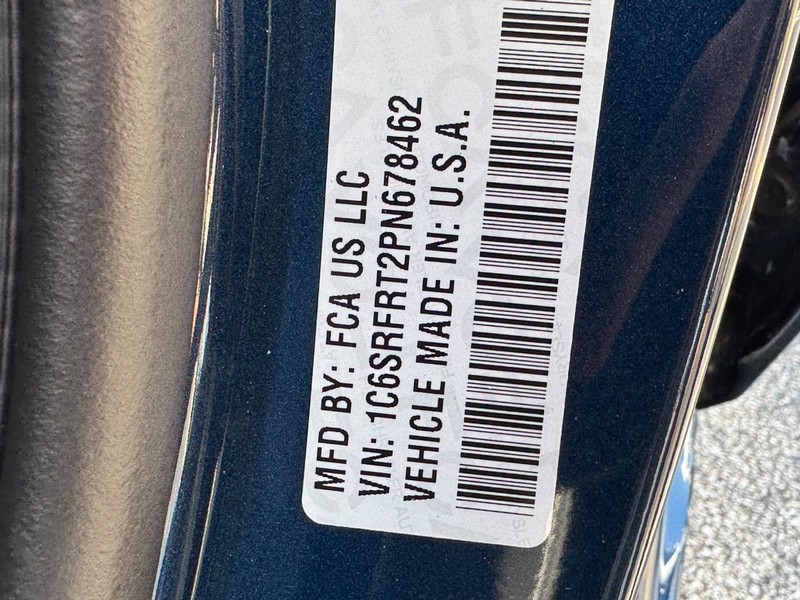 MFD BY: FCA US LLC
VIN: 1C6SRFRT2PN678462
VEHICLE MADE IN: U.S.A.